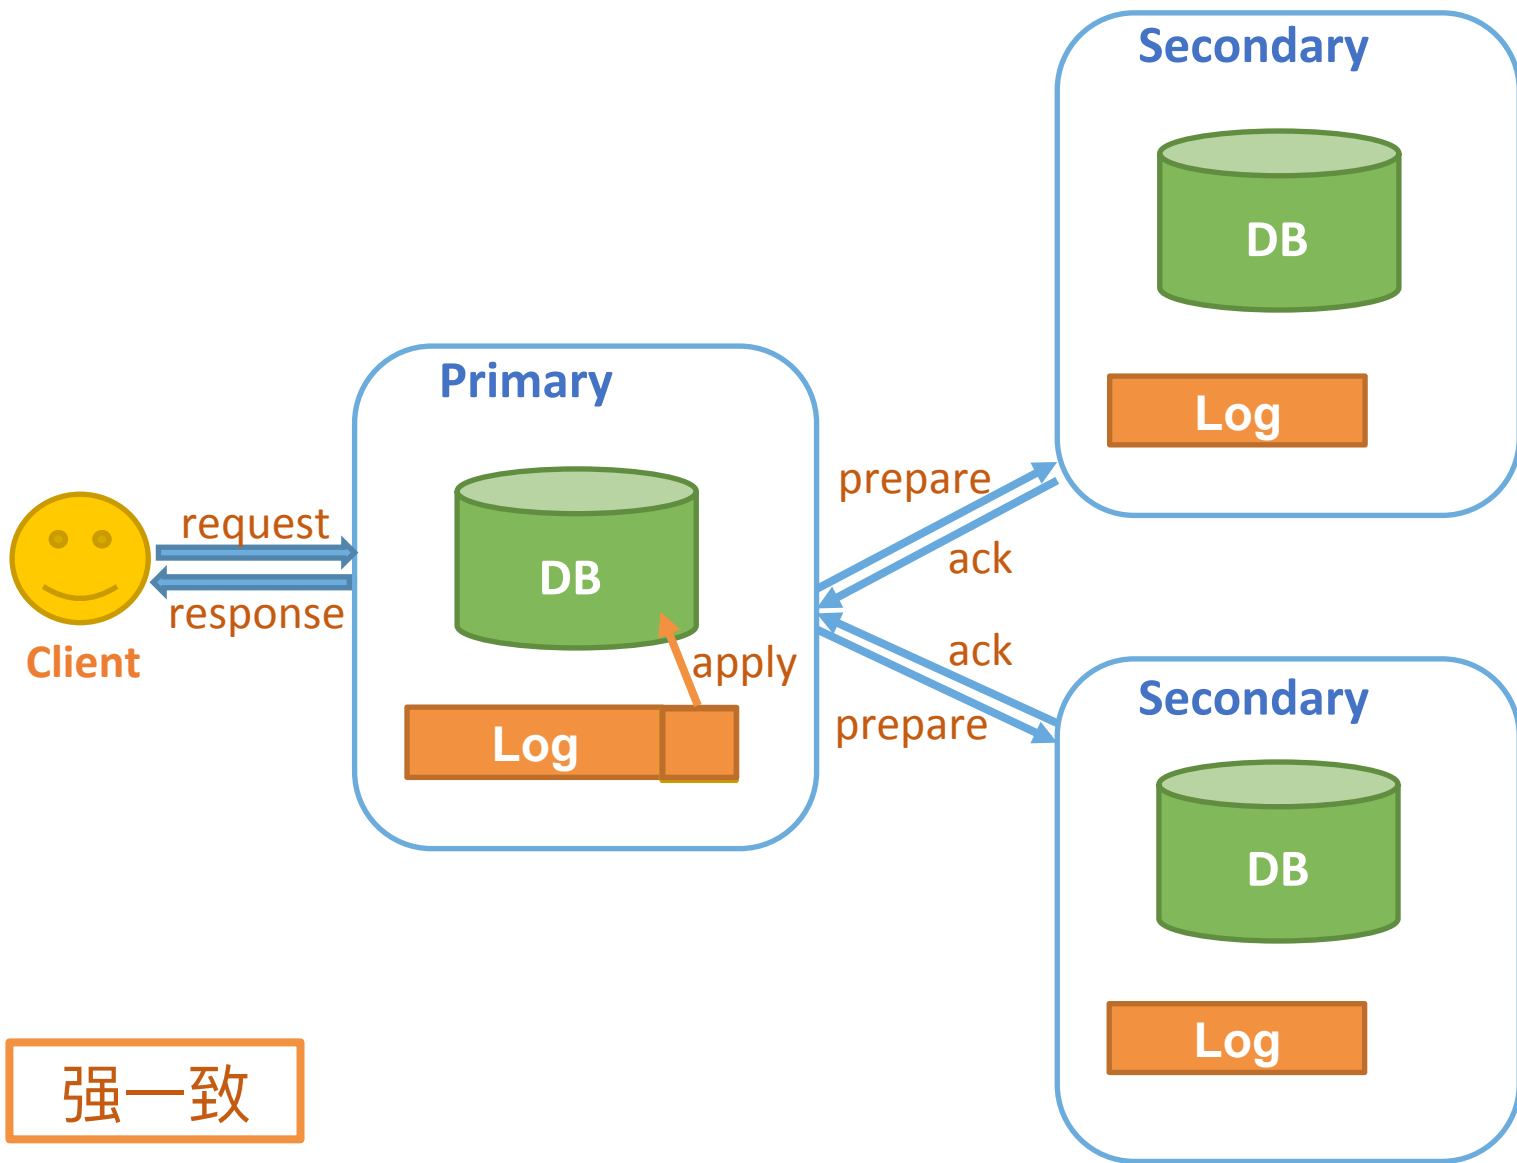 Secondary
DB
Log
Primary
DB
apply
Log
prepare
ack
ack
prepare
request
response
Client
Secondary
DB
Log
强一致